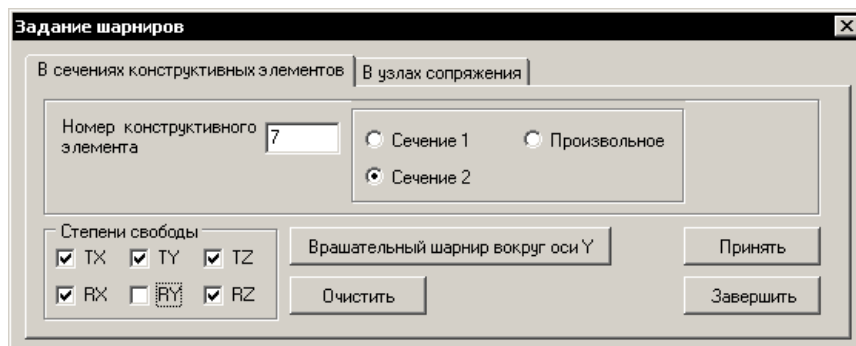 Задание шарниров
В сечениях конструктивных элементов В узлах сопряжения
Номер конструктивного
элемента
7
Сечение 1 Произвольное
Сечение 2
Степени свободы
TX TY TZ
RX RY RZ
Врашательный шарнир вокруг оси Y
Очистить
Принять
Завершить